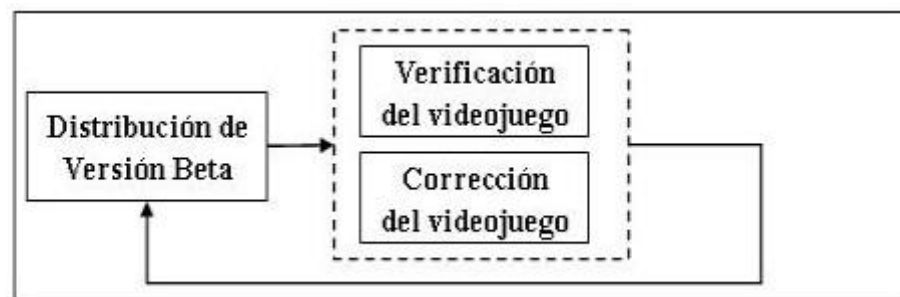 Distribución de
Versión Beta
Verificación
del videojuego
Corrección
del videojuego